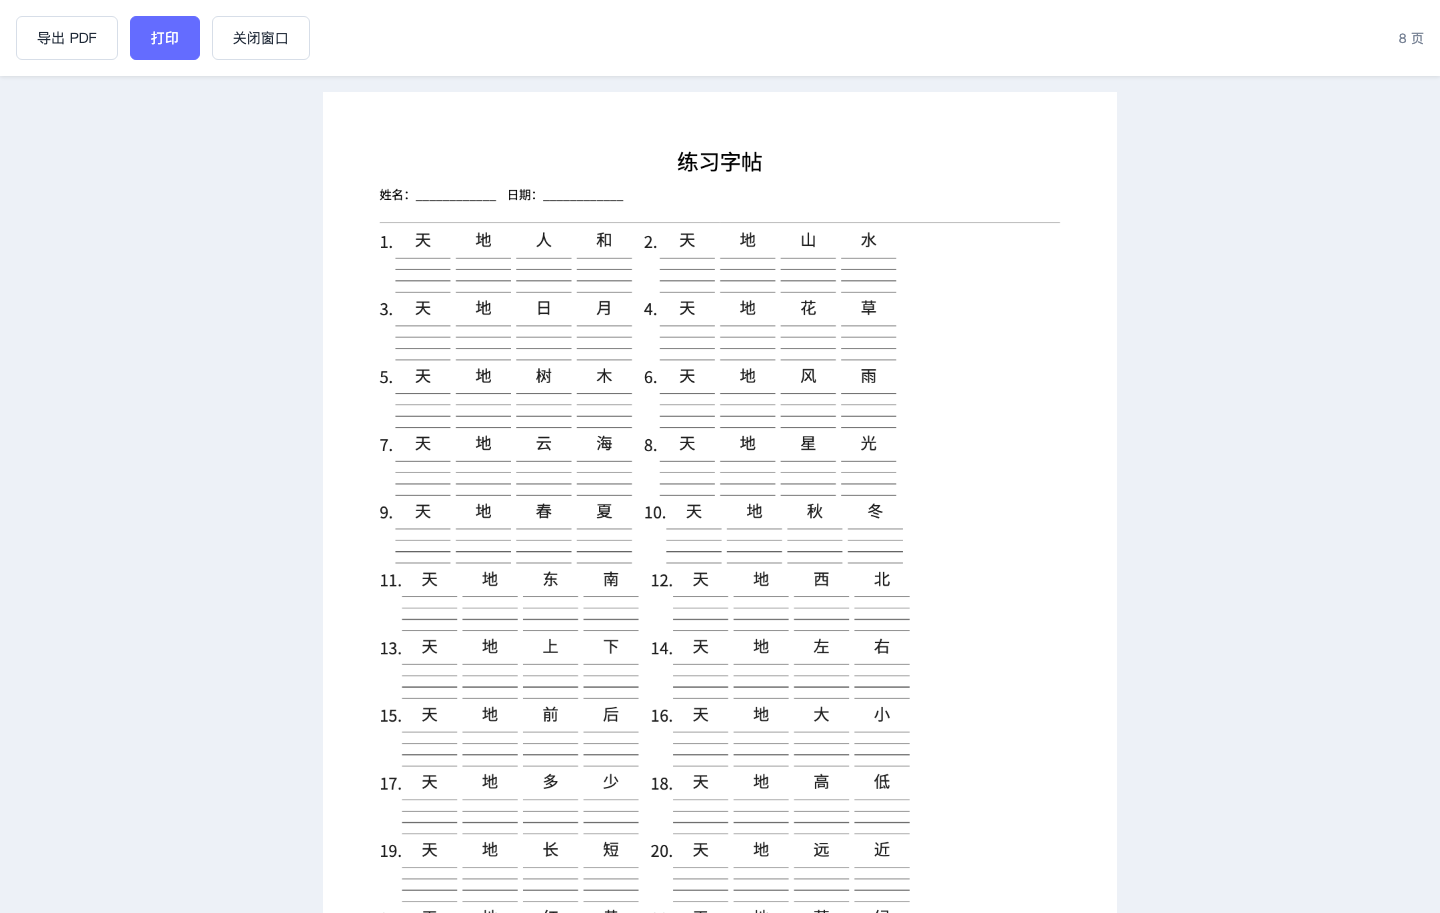 导出 PDF 打印 关闭窗口 8 页
练习字帖
姓名：____________ 日期：____________
1. 天 地 人 和 2. 天 地 山 水
3. 天 地 日 月 4. 天 地 花 草
5. 天 地 树 木 6. 天 地 风 雨
7. 天 地 云 海 8. 天 地 星 光
9. 天 地 春 夏 10. 天 地 秋 冬
11. 天 地 东 南 12. 天 地 西 北
13. 天 地 上 下 14. 天 地 左 右
15. 天 地 前 后 16. 天 地 大 小
17. 天 地 多 少 18. 天 地 高 低
19. 天 地 长 短 20. 天 地 远 近